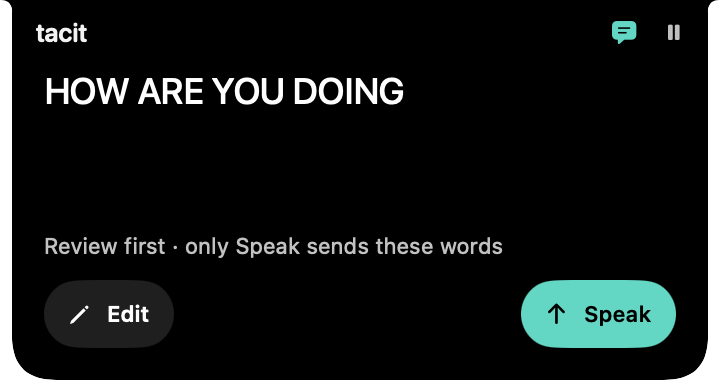 tacit
HOW ARE YOU DOING
Review first · only Speak sends these words
Edit
Speak